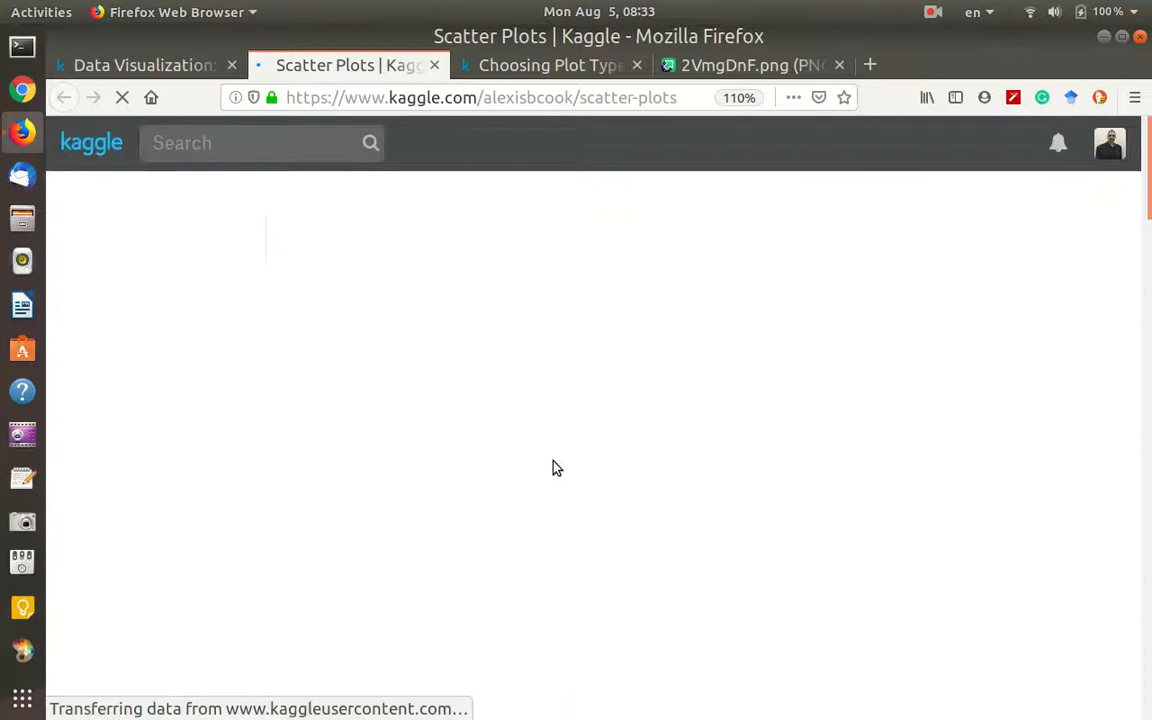 Activities Firefox Web Browser Mon Aug 5, 08:33 en 100%
Scatter Plots | Kaggle - Mozilla Firefox
Data Visualization: Scatter Plots | Kagg Choosing Plot Type 2VmgDnF.png (PN
https://www.kaggle.com/alexisbcook/scatter-plots 110%
kaggle Search
Transferring data from www.kaggleusercontent.com…